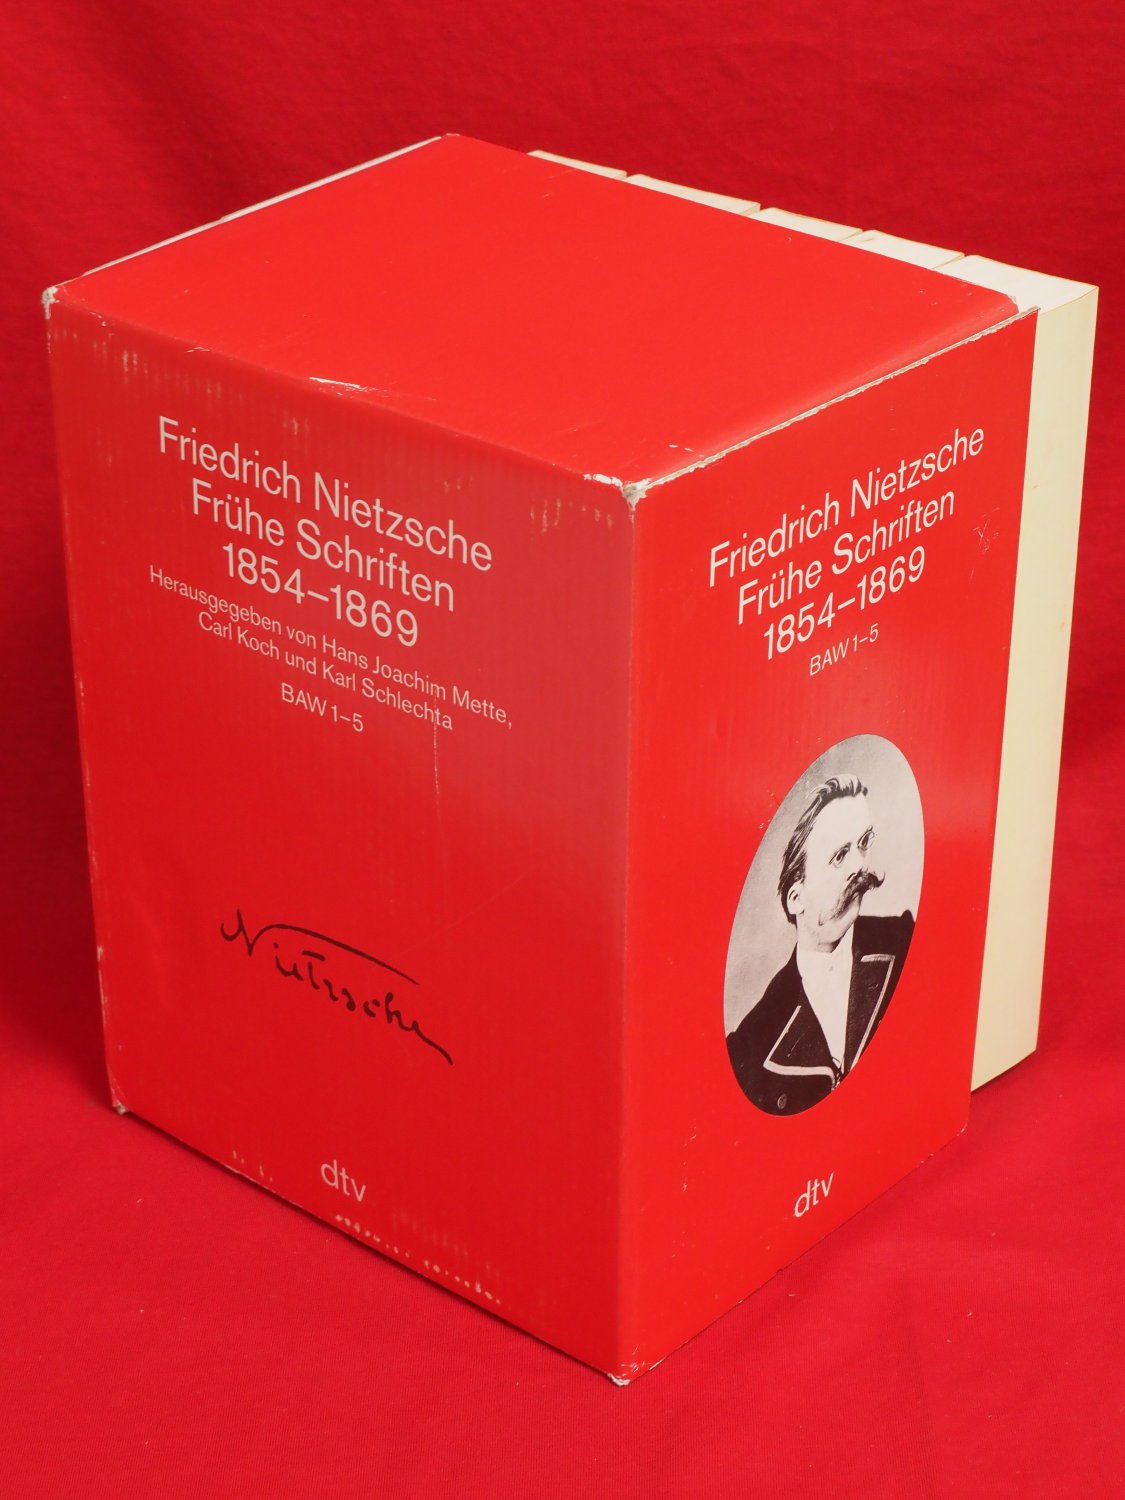 Friedrich Nietzsche
Frühe Schriften
1854–1869
Herausgegeben von Hans Joachim Mette,
Carl Koch und Karl Schlechta
BAW 1–5
Nietzsche
dtv
Friedrich Nietzsche
Frühe Schriften
1854–1869
BAW 1–5
dtv